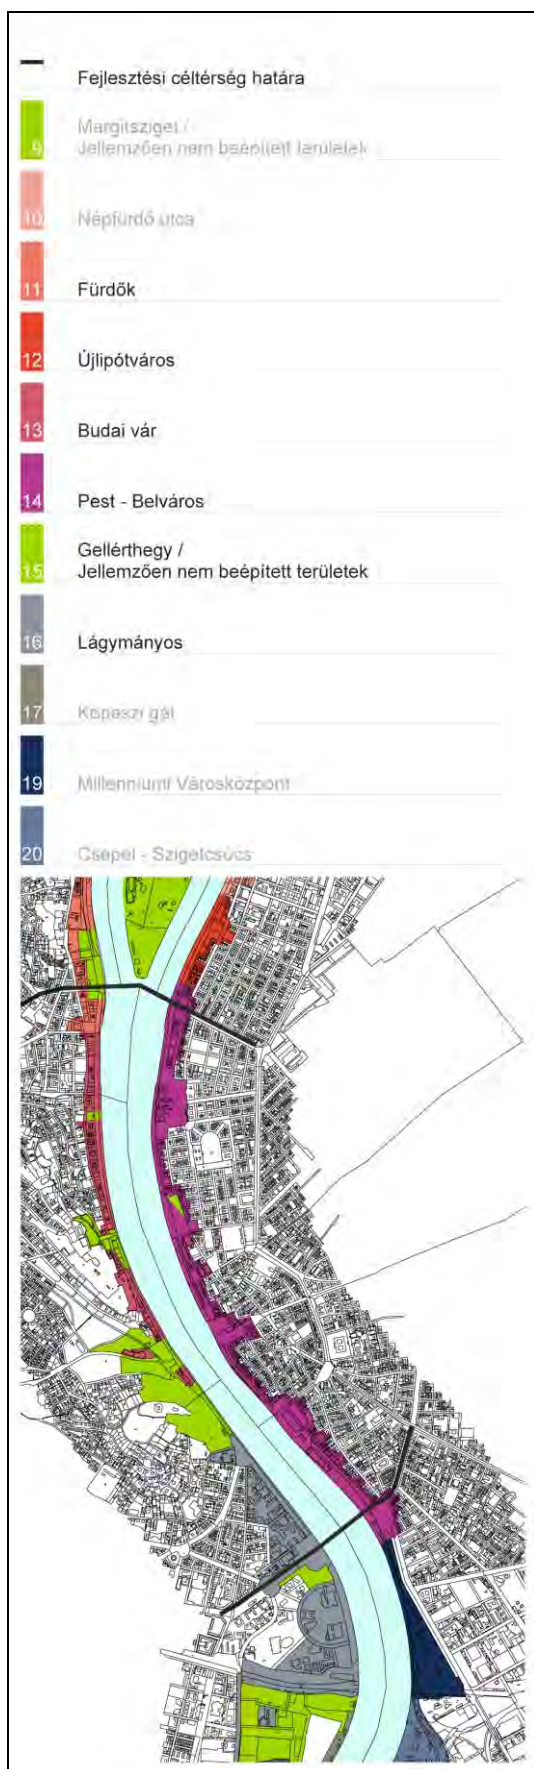 Fejlesztési céltérség határa
9
Margitsziget /
Jellemzően nem beépített területek
10
Népfürdő utca
11
Fürdők
12
Újlipótváros
13
Budai vár
14
Pest - Belváros
15
Gellérthegy /
Jellemzően nem beépített területek
16
Lágymányos
17
Kopaszi gát
19
Millenniumi Városközpont
20
Csepel - Szigetcsúcs